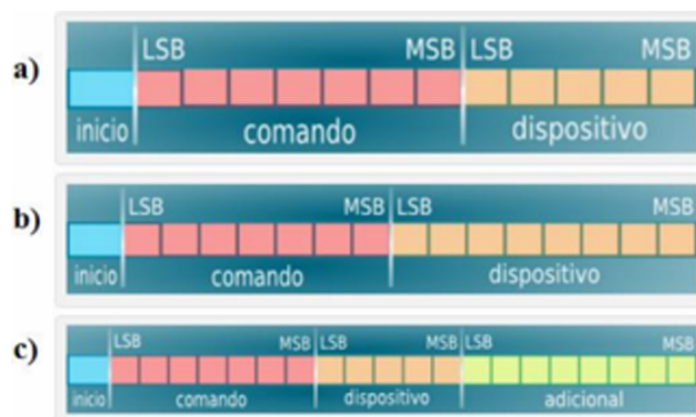 a)
LSB MSB LSB MSB
inicio comando dispositivo
b)
LSB MSB LSB MSB
inicio comando dispositivo
c)
LSB MSB LSB MSB LSB MSB
inicio comando dispositivo adicional